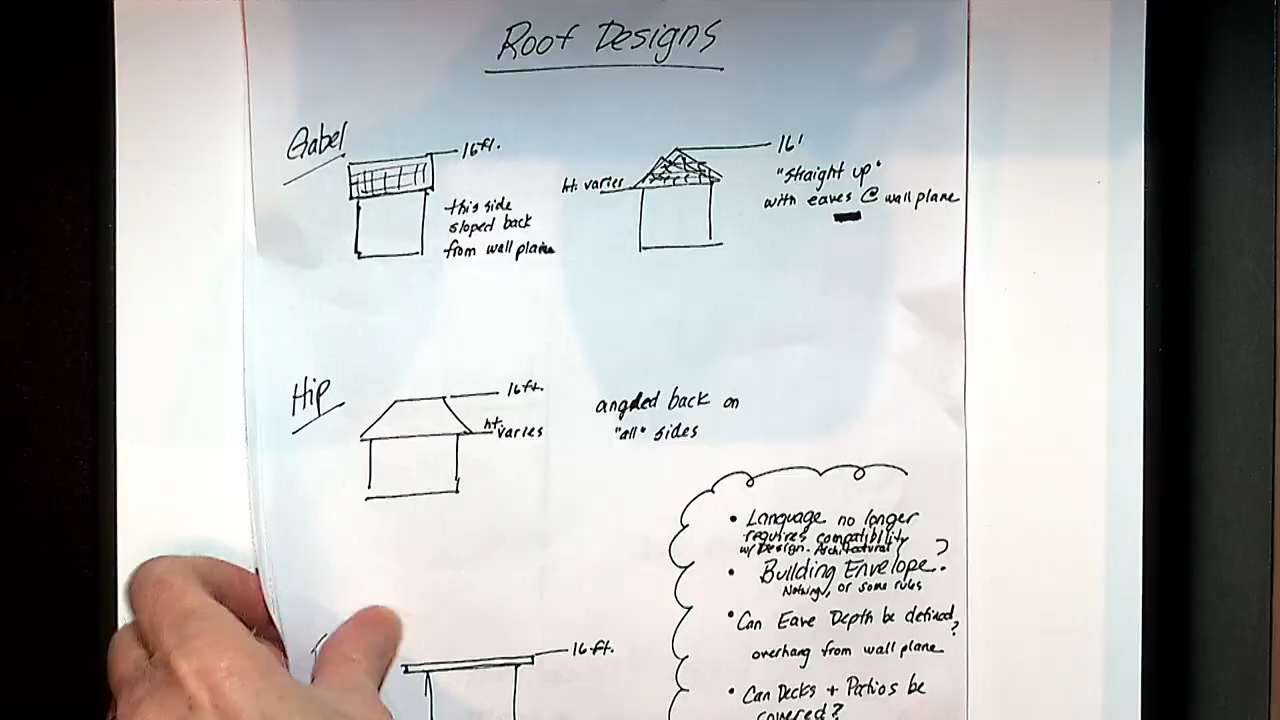 Roof Designs
Gabel
16ft.
this side
sloped back
from wall plane
ht. varies
16'
"straight up"
with eaves @ wall plane
Hip
16ft.
ht. varies
angled back on
"all" sides
• Language no longer
requires compatibility
w/ Design - Architectural
• Building Envelope?
Nothing, or some rules
• Can Eave Depth be defined?
overhang from wall plane
• Can Decks + Patios be
covered?
16ft.